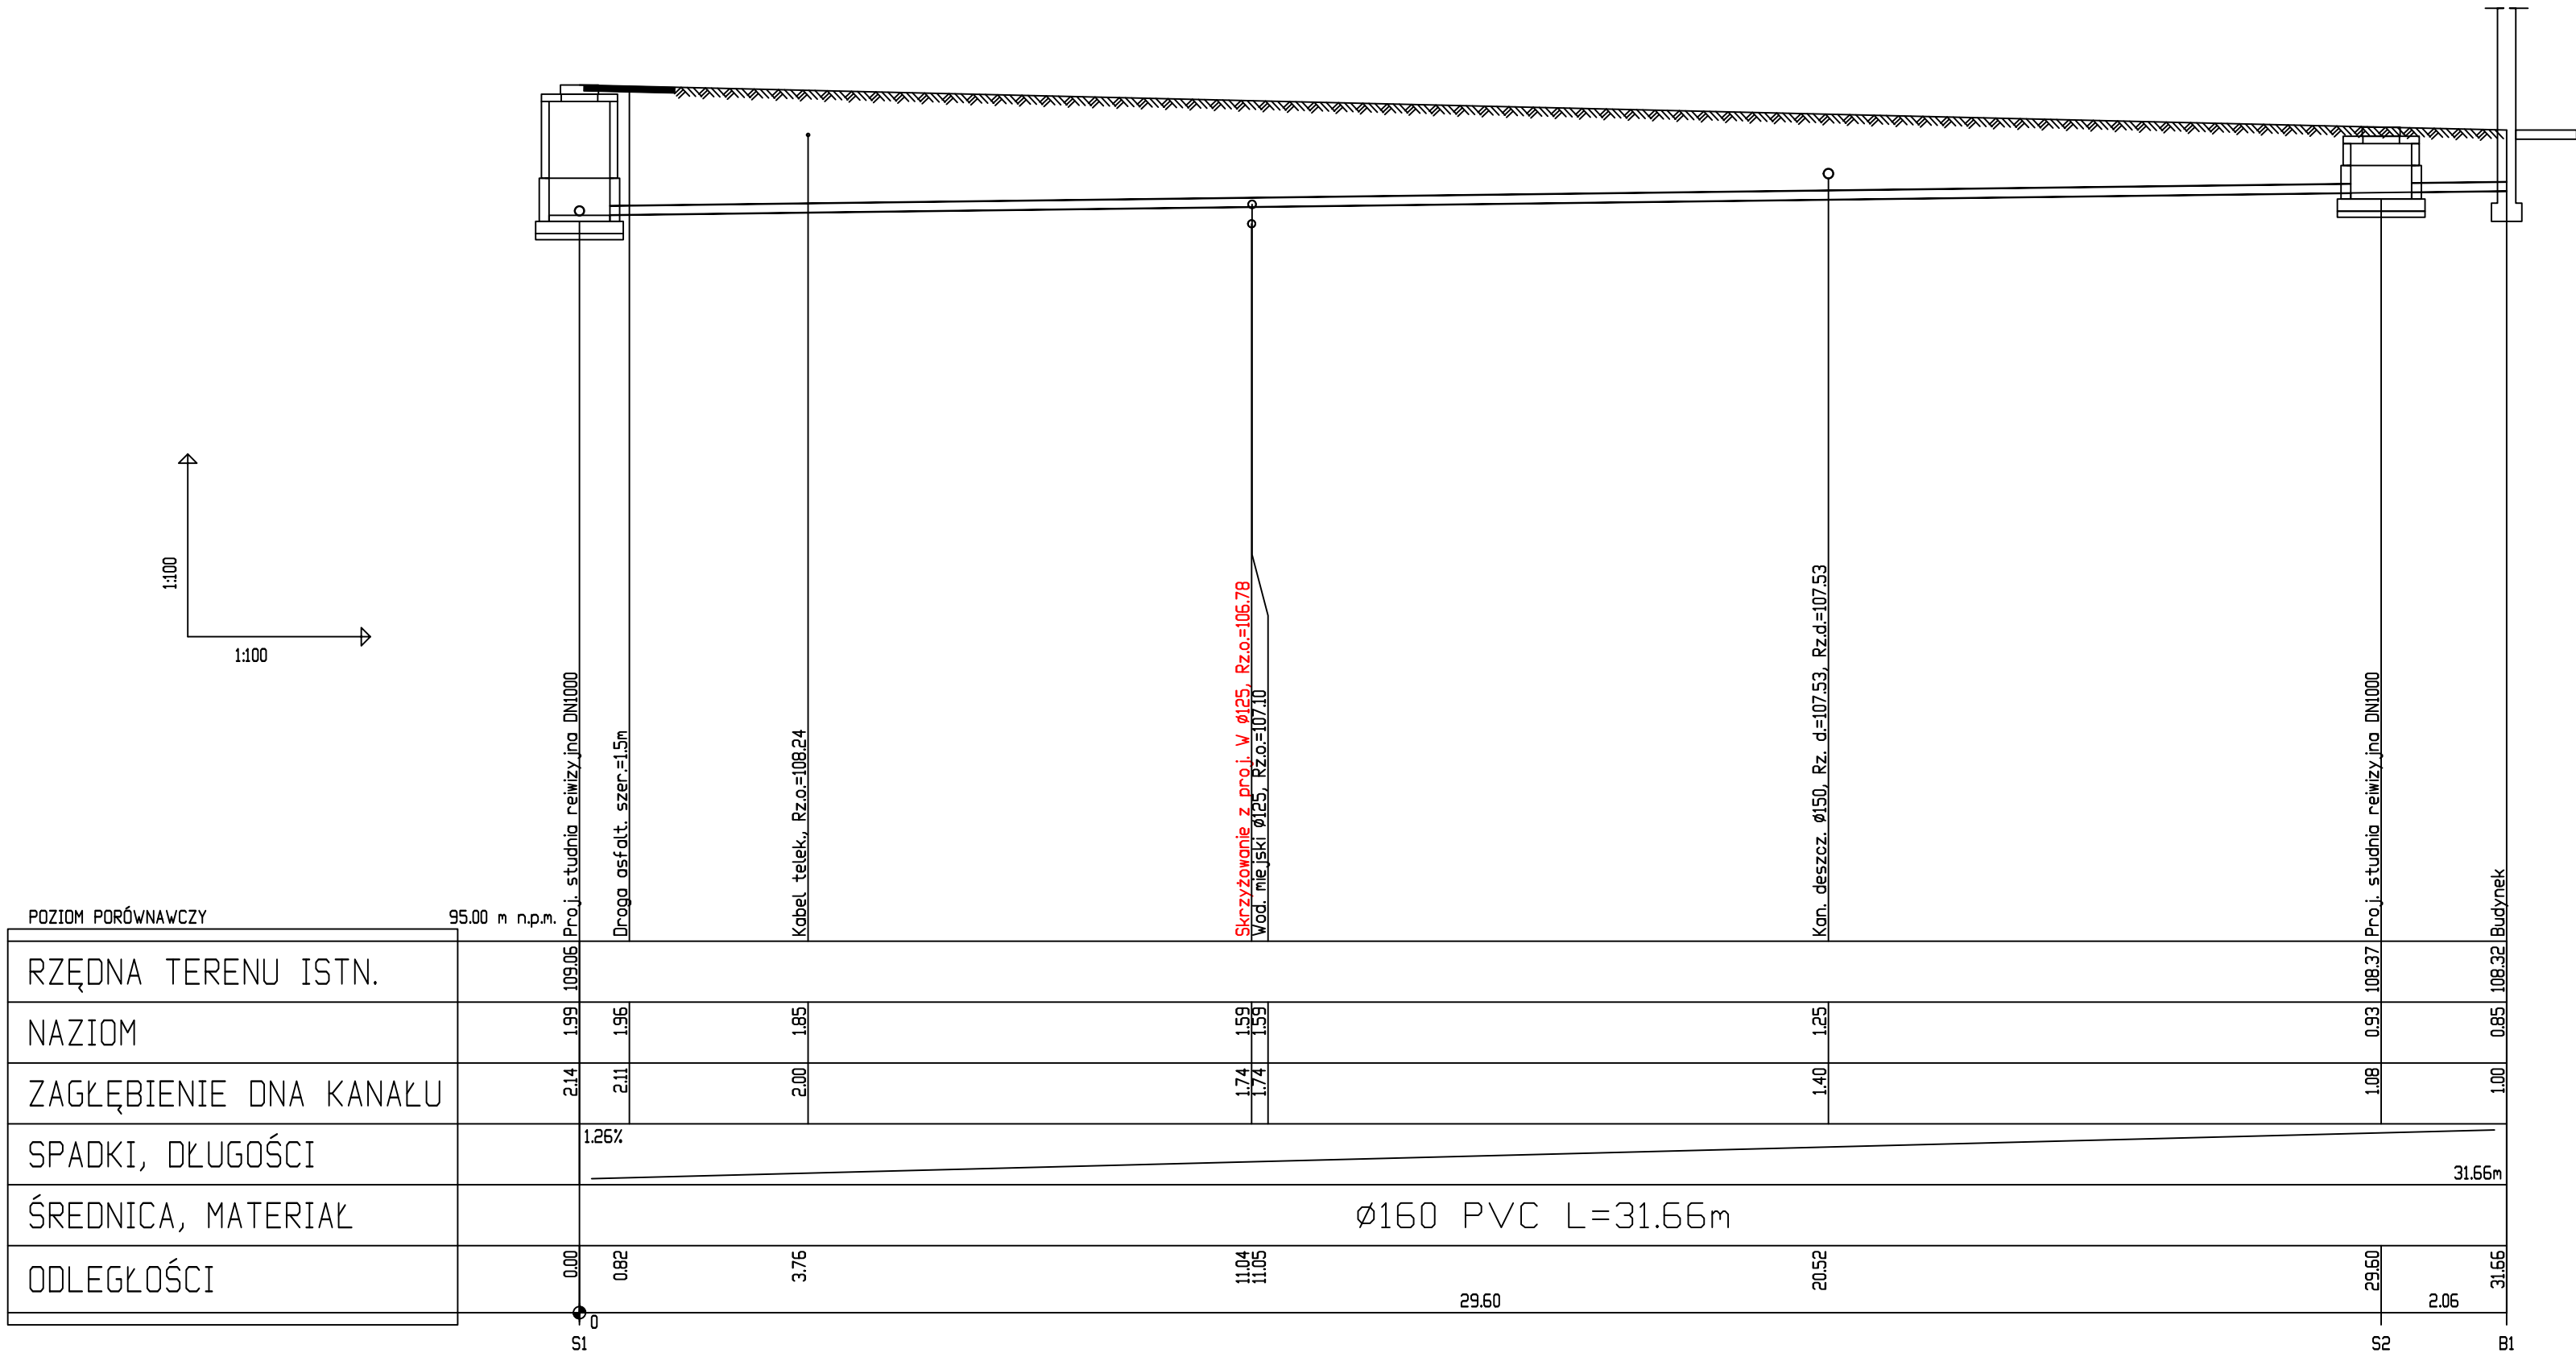 1:100
1:100
Proj. studnia reiwizyjna DN1000
Droga asfalt. szer.=1.5m
Kabel telek., Rz.o.=108.24
Skrzyżowanie z proj. W ø125, Rz.o.=106.78
Wod. miejski ø125, Rz.o.=107.10
Kan. deszcz. ø150, Rz. d.=107.53, Rz.d.=107.53
Proj. studnia reiwizyjna DN1000
Budynek
POZIOM PORÓWNAWCZY 95.00 m n.p.m.
RZĘDNA TERENU ISTN. 109.06 108.37 108.32
NAZIOM 1.99 1.96 1.85 1.59 1.59 1.25 0.93 0.85
ZAGŁĘBIENIE DNA KANAŁU 2.14 2.11 2.00 1.74 1.74 1.40 1.08 1.00
SPADKI, DŁUGOŚCI 1.26% 31.66m
ŚREDNICA, MATERIAŁ Ø160 PVC L=31.66m
ODLEGŁOŚCI 0.00 0.82 3.76 11.04 11.05 20.52 29.60 31.66
29.60 2.06
0
S1 S2 B1